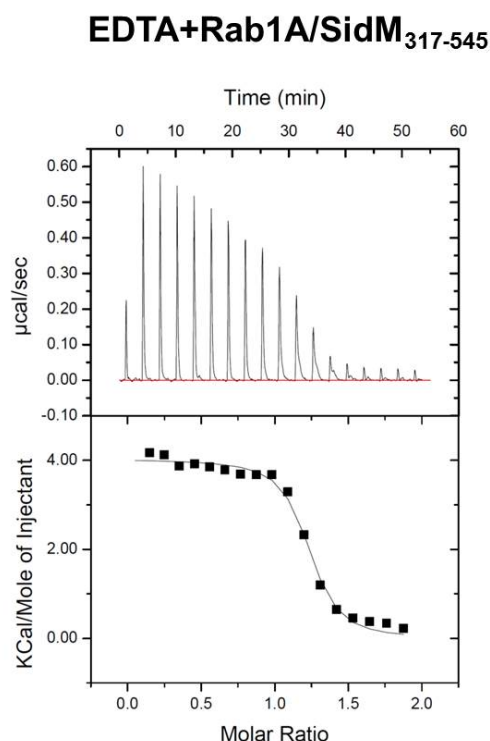 EDTA+Rab1A/SidM317-545
Time (min)
0 10 20 30 40 50 60
0.60
0.50
0.40
0.30
0.20
0.10
0.00
-0.10
µcal/sec
4.00
2.00
0.00
KCal/Mole of Injectant
0.0 0.5 1.0 1.5 2.0
Molar Ratio